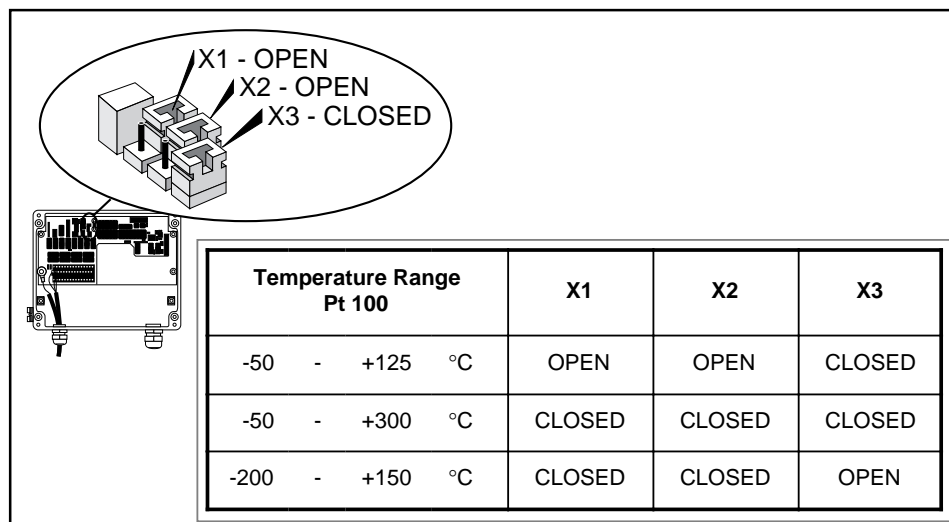 X1 - OPEN
X2 - OPEN
X3 - CLOSED
Temperature Range
Pt 100 X1 X2 X3
-50 - +125 °C OPEN OPEN CLOSED
-50 - +300 °C CLOSED CLOSED CLOSED
-200 - +150 °C CLOSED CLOSED OPEN